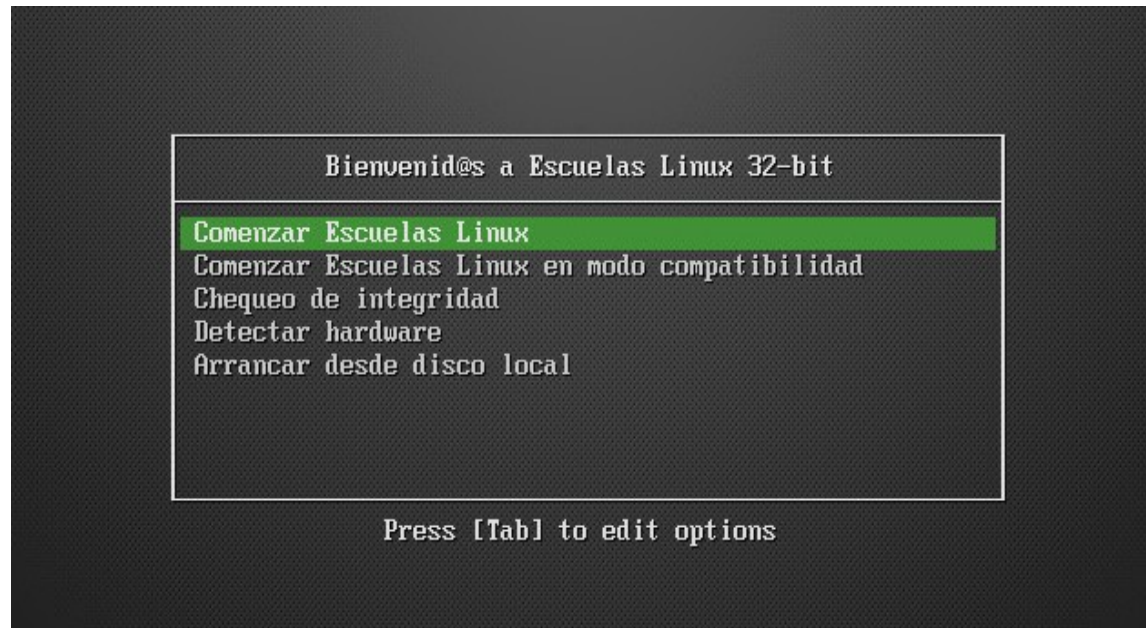 Bienvenid@s a Escuelas Linux 32-bit
Comenzar Escuelas Linux
Comenzar Escuelas Linux en modo compatibilidad
Chequeo de integridad
Detectar hardware
Arrancar desde disco local
Press [Tab] to edit options